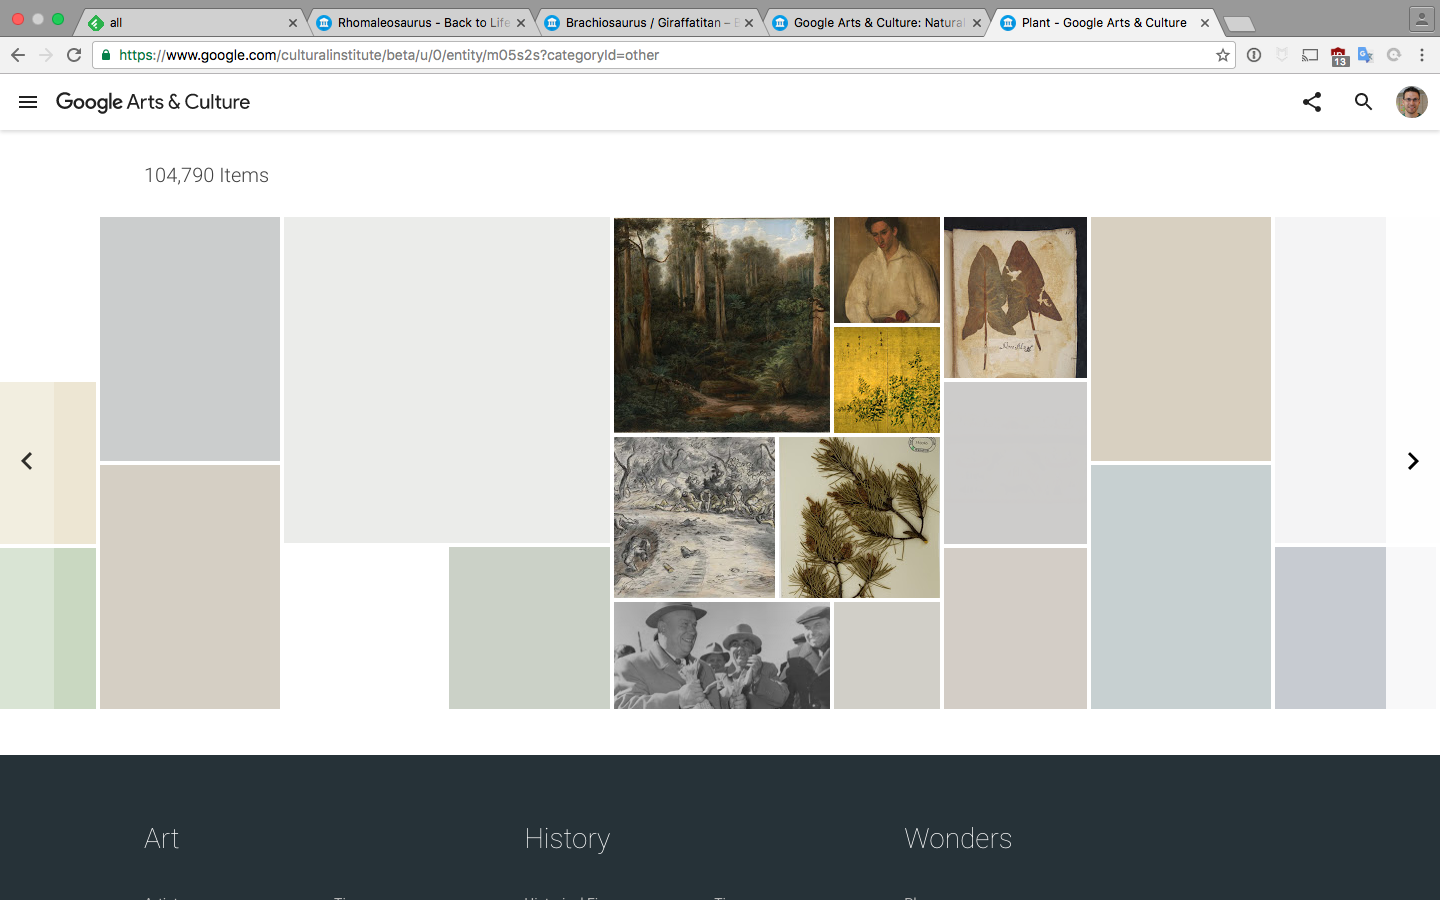 all
Rhomaleosaurus - Back to Life
Brachiosaurus / Giraffatitan –
Google Arts & Culture: Natural
Plant - Google Arts & Culture
https://www.google.com/culturalinstitute/beta/u/0/entity/m05s2s?categoryId=other
13
Google Arts & Culture
104,790 Items
Art
History
Wonders